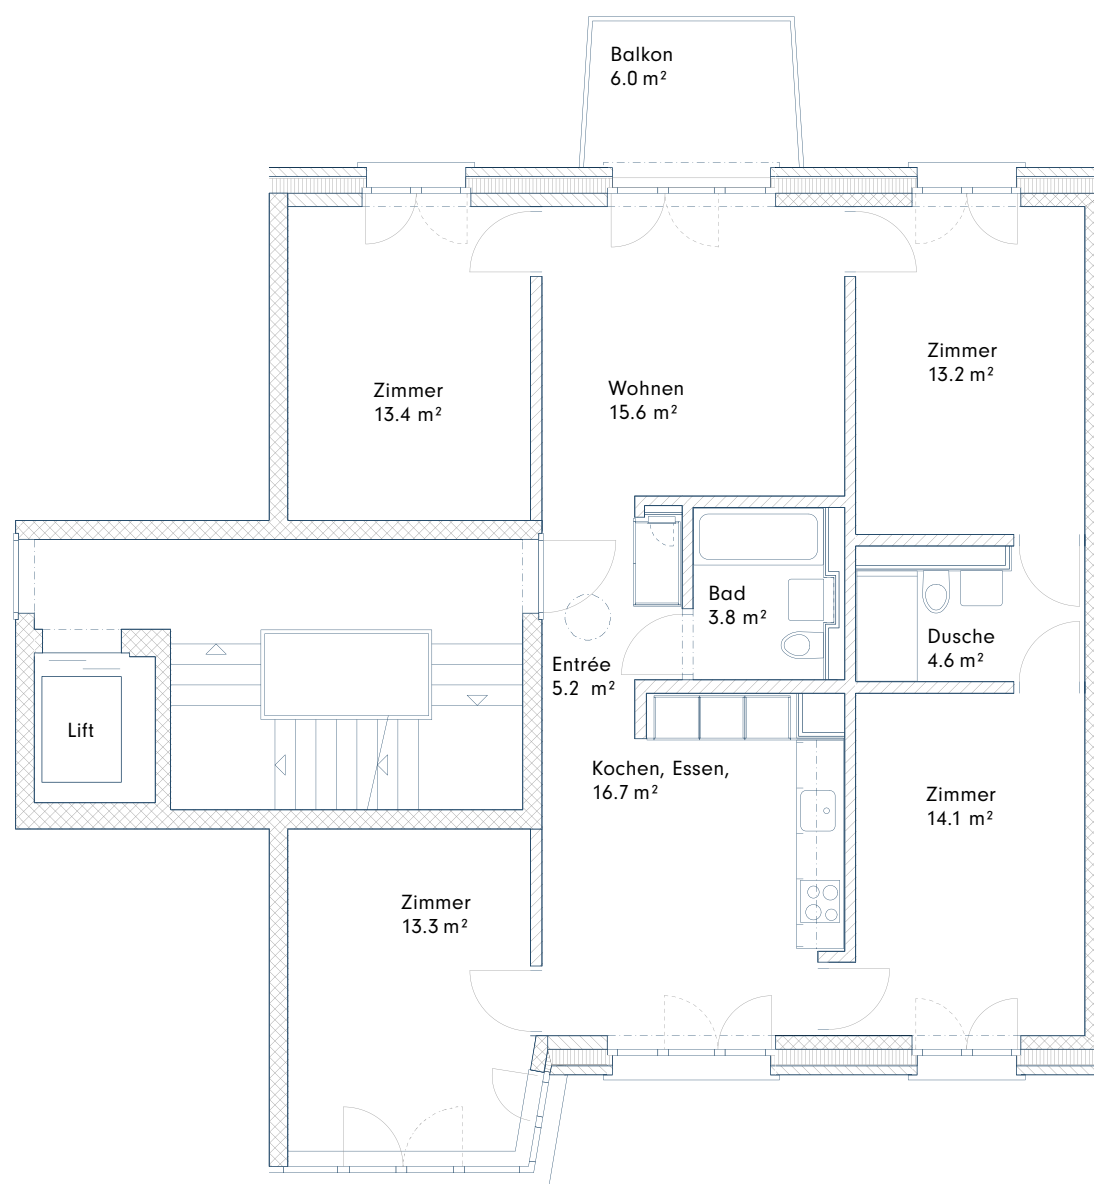 Balkon
6.0 m²
Zimmer
13.2 m²
Zimmer
13.4 m²
Wohnen
15.6 m²
Bad
3.8 m²
Dusche
4.6 m²
Entrée
5.2 m²
Lift
Kochen, Essen,
16.7 m²
Zimmer
14.1 m²
Zimmer
13.3 m²